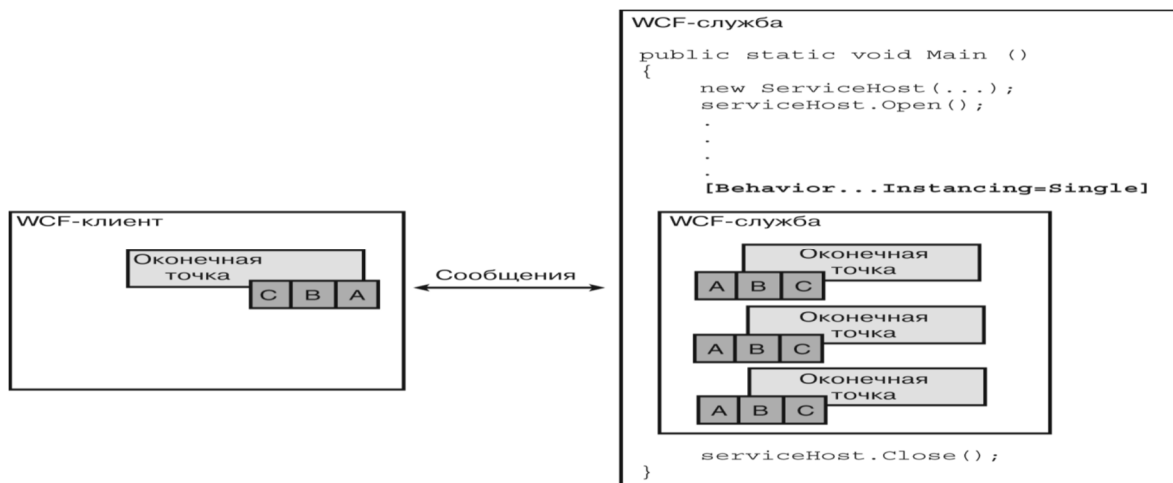 WCF-служба
public static void Main ()
{
new ServiceHost(...);
serviceHost.Open();
.
.
.
.
[Behavior...Instancing=Single]
WCF-клиент
Оконечная
точка
C B A
Сообщения
WCF-служба
Оконечная
точка
A B C
Оконечная
точка
A B C
Оконечная
точка
A B C
serviceHost.Close();
}